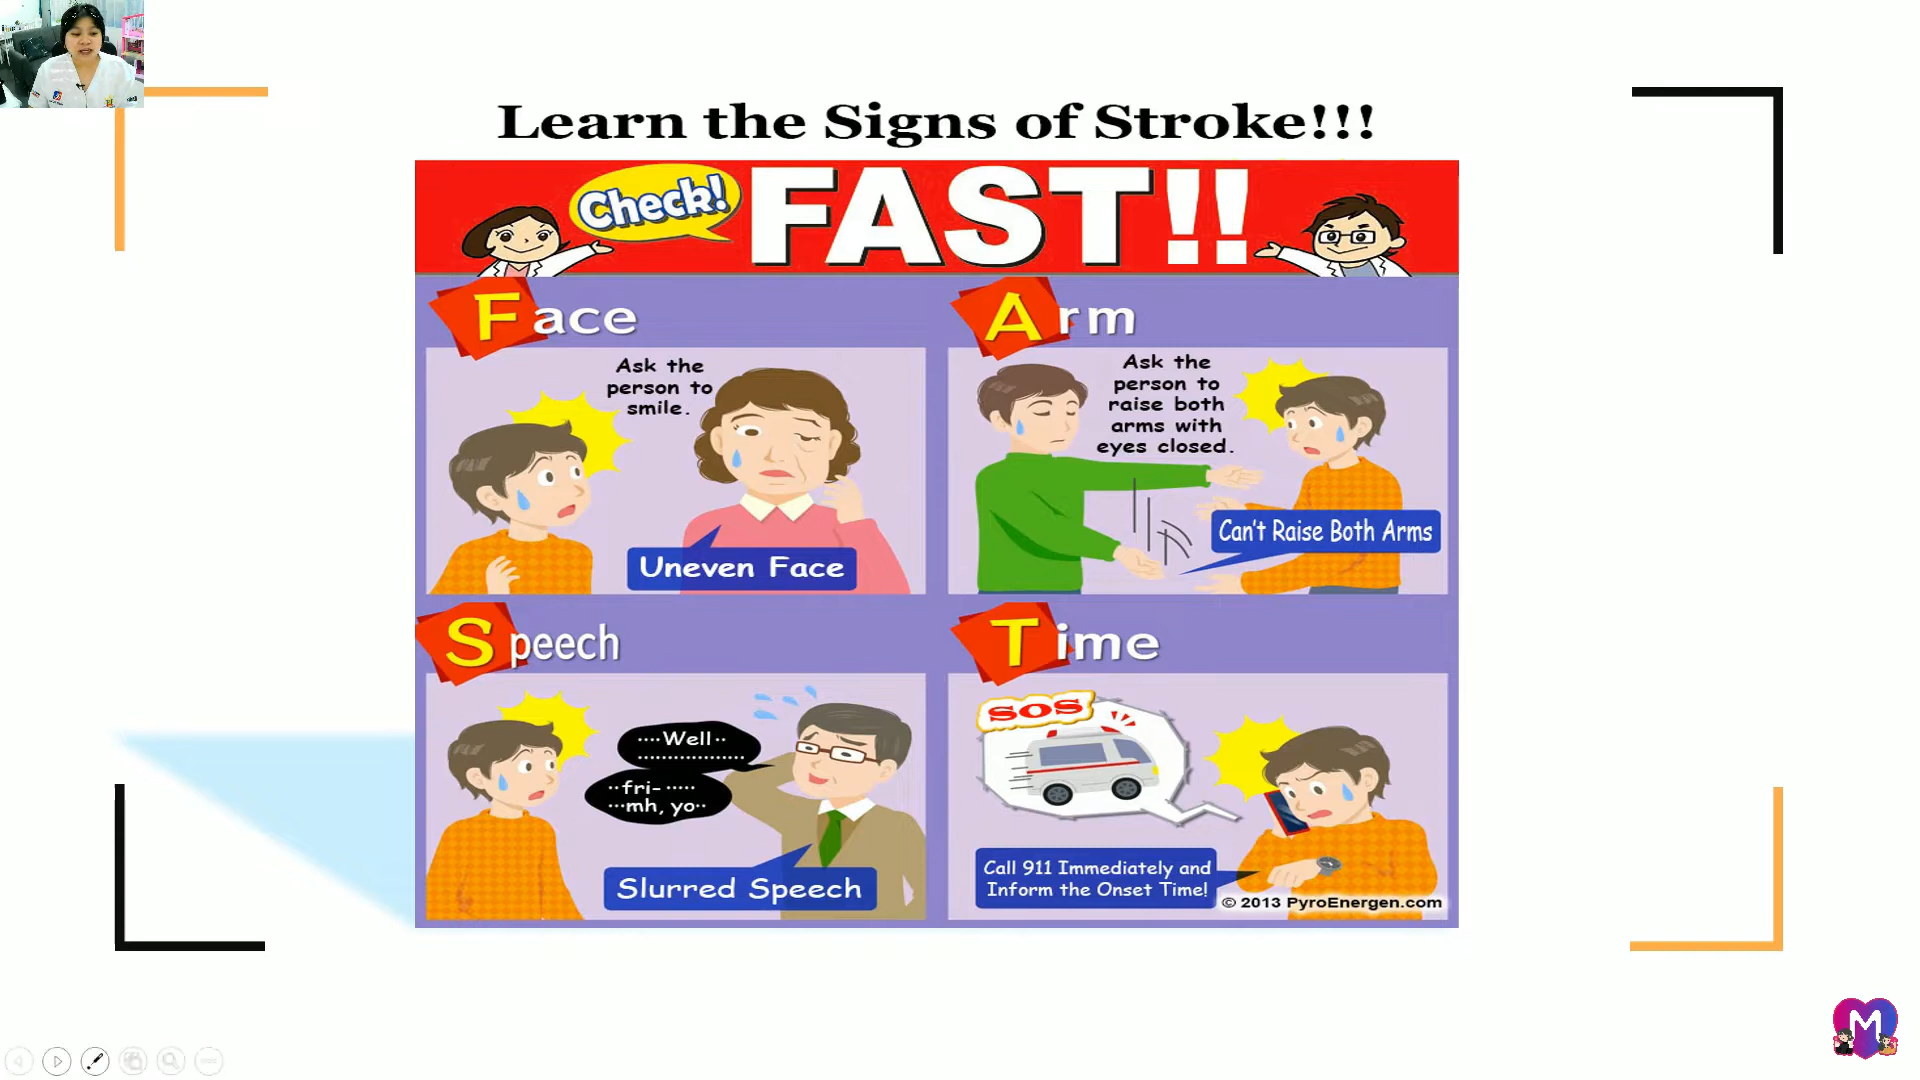 Learn the Signs of Stroke!!!
Check! FAST!!
Face
Ask the
person to
smile.
Uneven Face
Arm
Ask the
person to
raise both
arms with
eyes closed.
Can't Raise Both Arms
Speech
....Well..
..................
..fri-.....
...mh, yo..
Slurred Speech
Time
SOS
Call 911 Immediately and
Inform the Onset Time!
© 2013 PyroEnergen.com
M